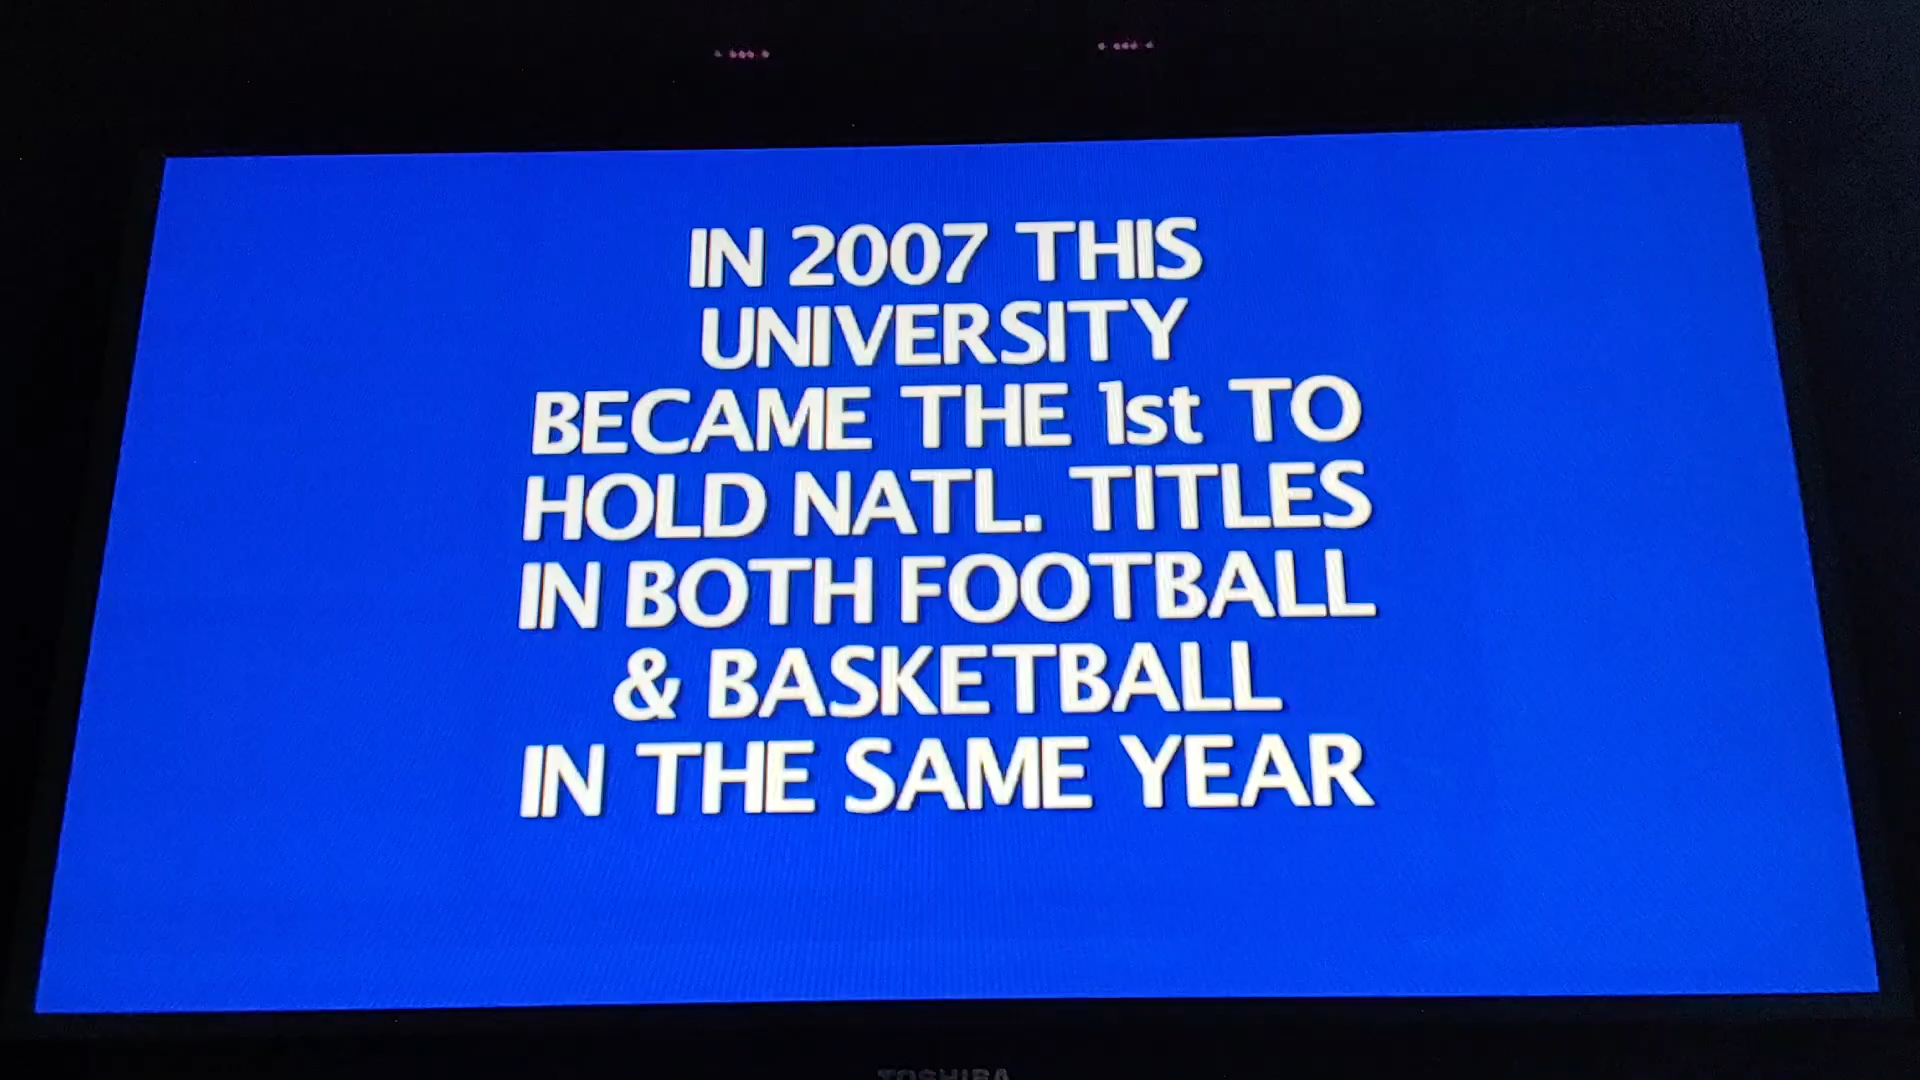 IN 2007 THIS
UNIVERSITY
BECAME THE 1st TO
HOLD NATL. TITLES
IN BOTH FOOTBALL
& BASKETBALL
IN THE SAME YEAR
TOSHIBA